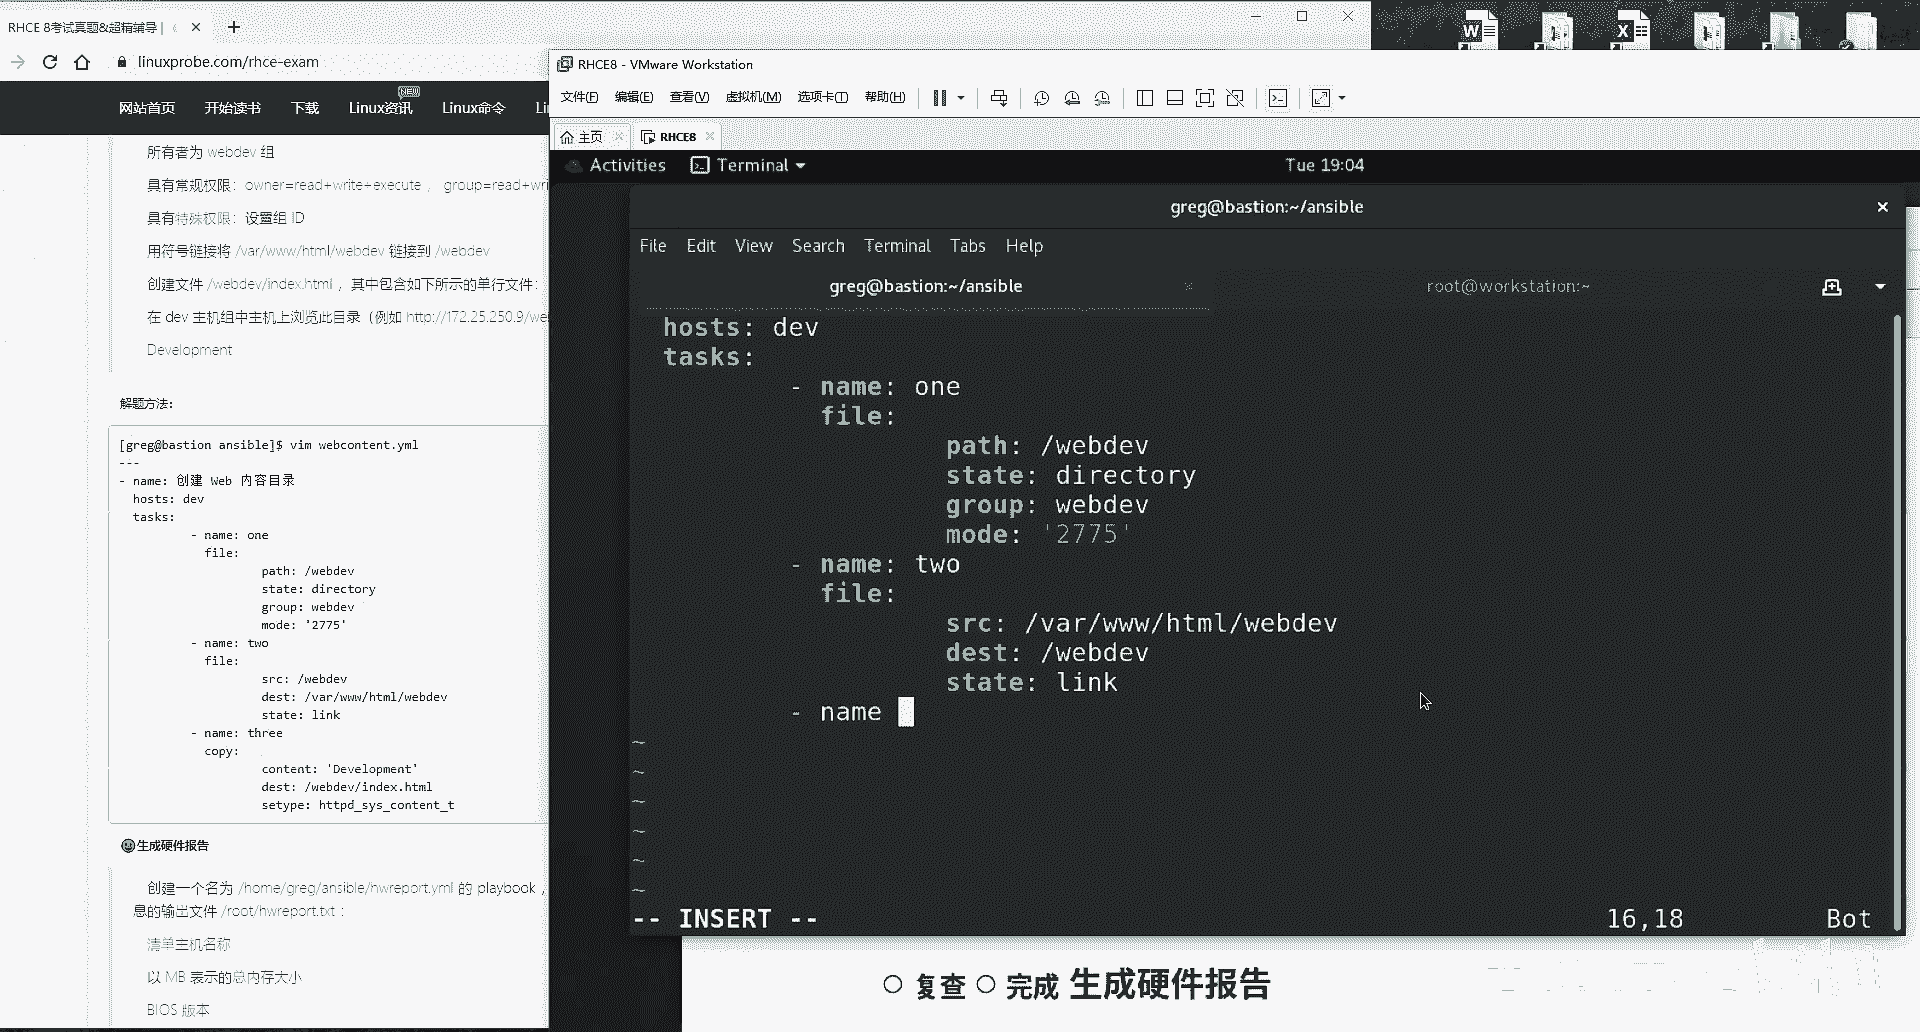 RHCE 8考试真题&超精辅导 |
linuxprobe.com/rhce-exam
网站首页 开始读书 下载 Linux资讯 NEW Linux命令
所有者为 webdev 组
具有常规权限：owner=read+write+execute ， group=read+wri
具有特殊权限：设置组 ID
用符号链接将 /var/www/html/webdev 链接到 /webdev
创建文件 /webdev/index.html ，其中包含如下所示的单行文件：
在 dev 主机组中主机上浏览此目录（例如 http://172.25.250.9/we
Development
解题方法：
[greg@bastion ansible]$ vim webcontent.yml
---
- name: 创建 Web 内容目录
hosts: dev
tasks:
- name: one
file:
path: /webdev
state: directory
group: webdev
mode: '2775'
- name: two
file:
src: /webdev
dest: /var/www/html/webdev
state: link
- name: three
copy:
content: 'Development'
dest: /webdev/index.html
setype: httpd_sys_content_t
生成硬件报告
创建一个名为 /home/greg/ansible/hwreport.yml 的 playbook ，
息的输出文件 /root/hwreport.txt ：
清单主机名称
以 MB 表示的总内存大小
BIOS 版本
RHCE8 - VMware Workstation
文件(F) 编辑(E) 查看(V) 虚拟机(M) 选项卡(T) 帮助(H)
主页 RHCE8
Activities Terminal Tue 19:04
greg@bastion:~/ansible
File Edit View Search Terminal Tabs Help
greg@bastion:~/ansible root@workstation:~
hosts: dev
tasks:
- name: one
file:
path: /webdev
state: directory
group: webdev
mode: '2775'
- name: two
file:
src: /var/www/html/webdev
dest: /webdev
state: link
- name
~
~
~
~
~
~
-- INSERT -- 16,18 Bot
复查 完成 生成硬件报告